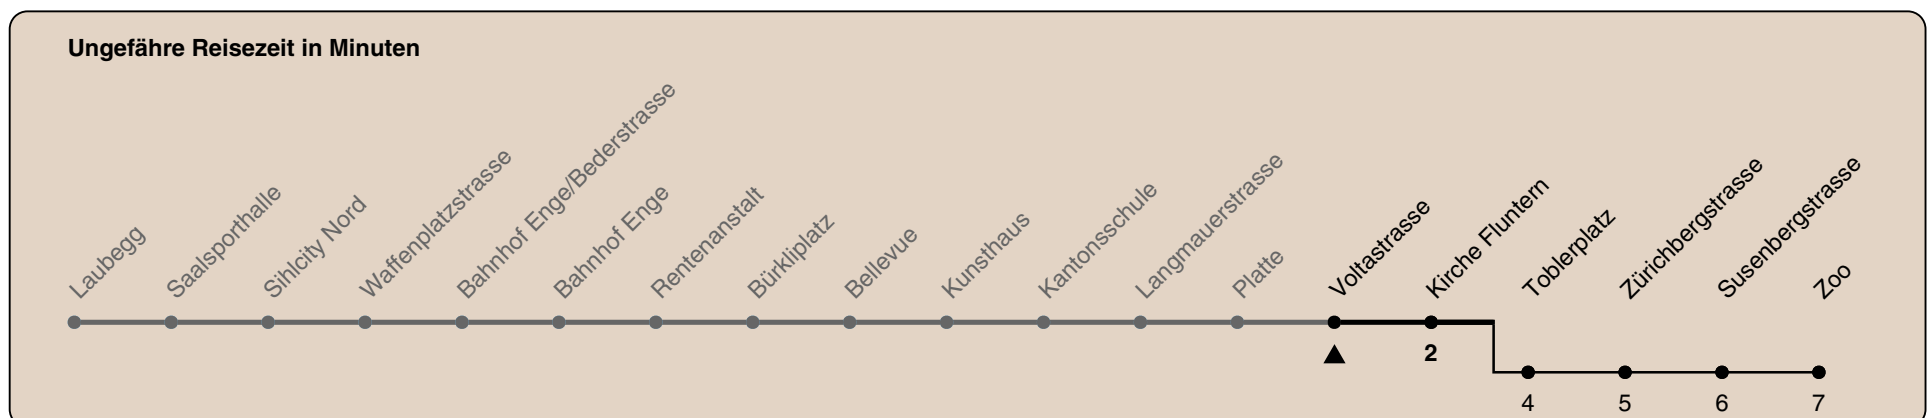 Ungefähre Reisezeit in Minuten
Laubegg
Saalsporthalle
Sihlcity Nord
Waffenplatzstrasse
Bahnhof Enge/Bederstrasse
Bahnhof Enge
Rentenanstalt
Bürkliplatz
Bellevue
Kunsthaus
Kantonsschule
Langmauerstrasse
Platte
Voltastrasse
Kirche Fluntern
Toblerplatz
Zürichbergstrasse
Susenbergstrasse
Zoo
2
4
5
6
7